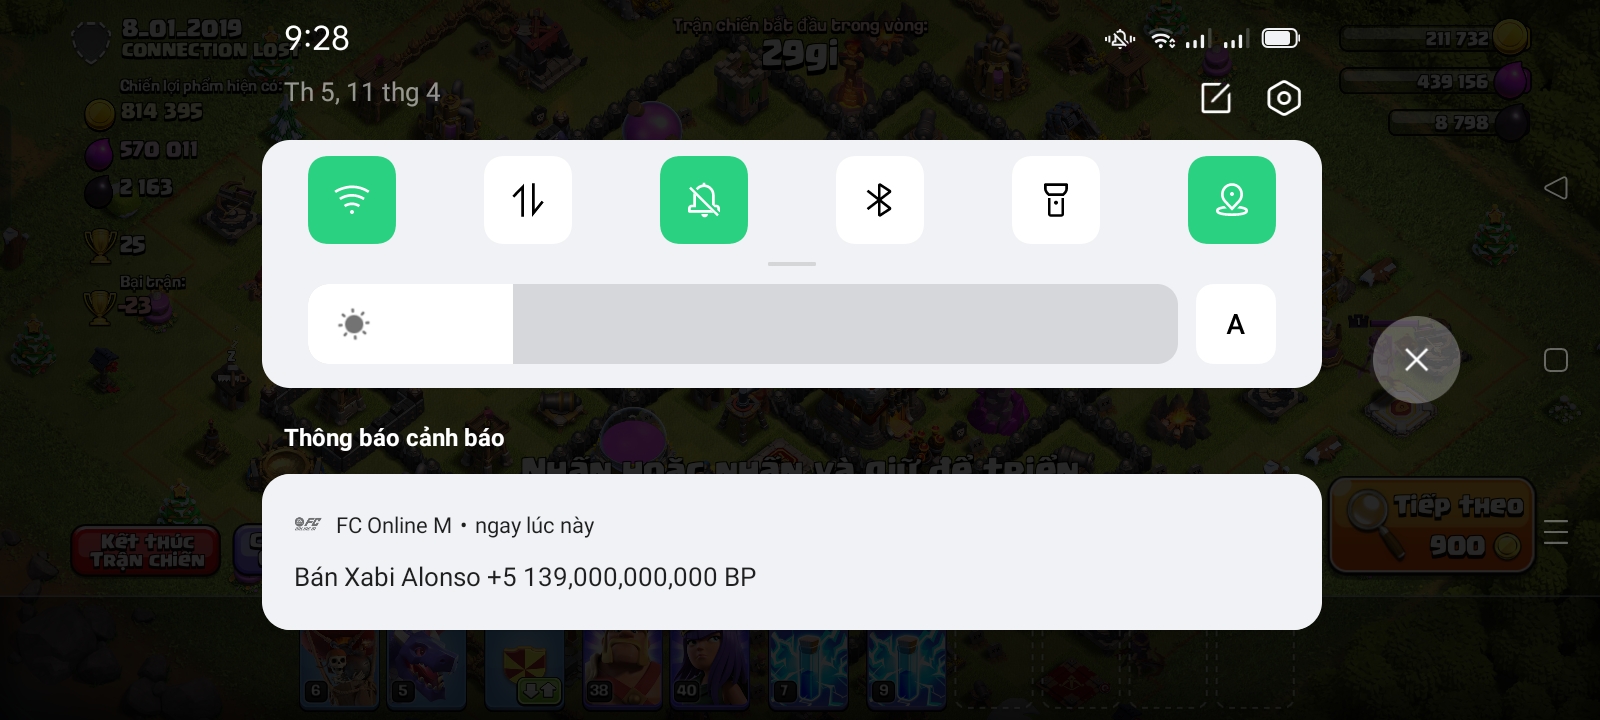 9:28
Th 5, 11 thg 4
8_01_2019
CONNECTION LOS
Trận chiến bắt đầu trong vòng:
29gi
Chiến lợi phẩm hiện có:
814 395
570 011
2 163
25
Bại trận:
-23
211 732
439 156
8 798
A
Thông báo cảnh báo
Nhấn hoặc nhấn và giữ để triển
FC Online M • ngay lúc này
Bán Xabi Alonso +5 139,000,000,000 BP
Kết thúc
Trận chiến
Tiếp theo
900
6
5
38
40
7
9